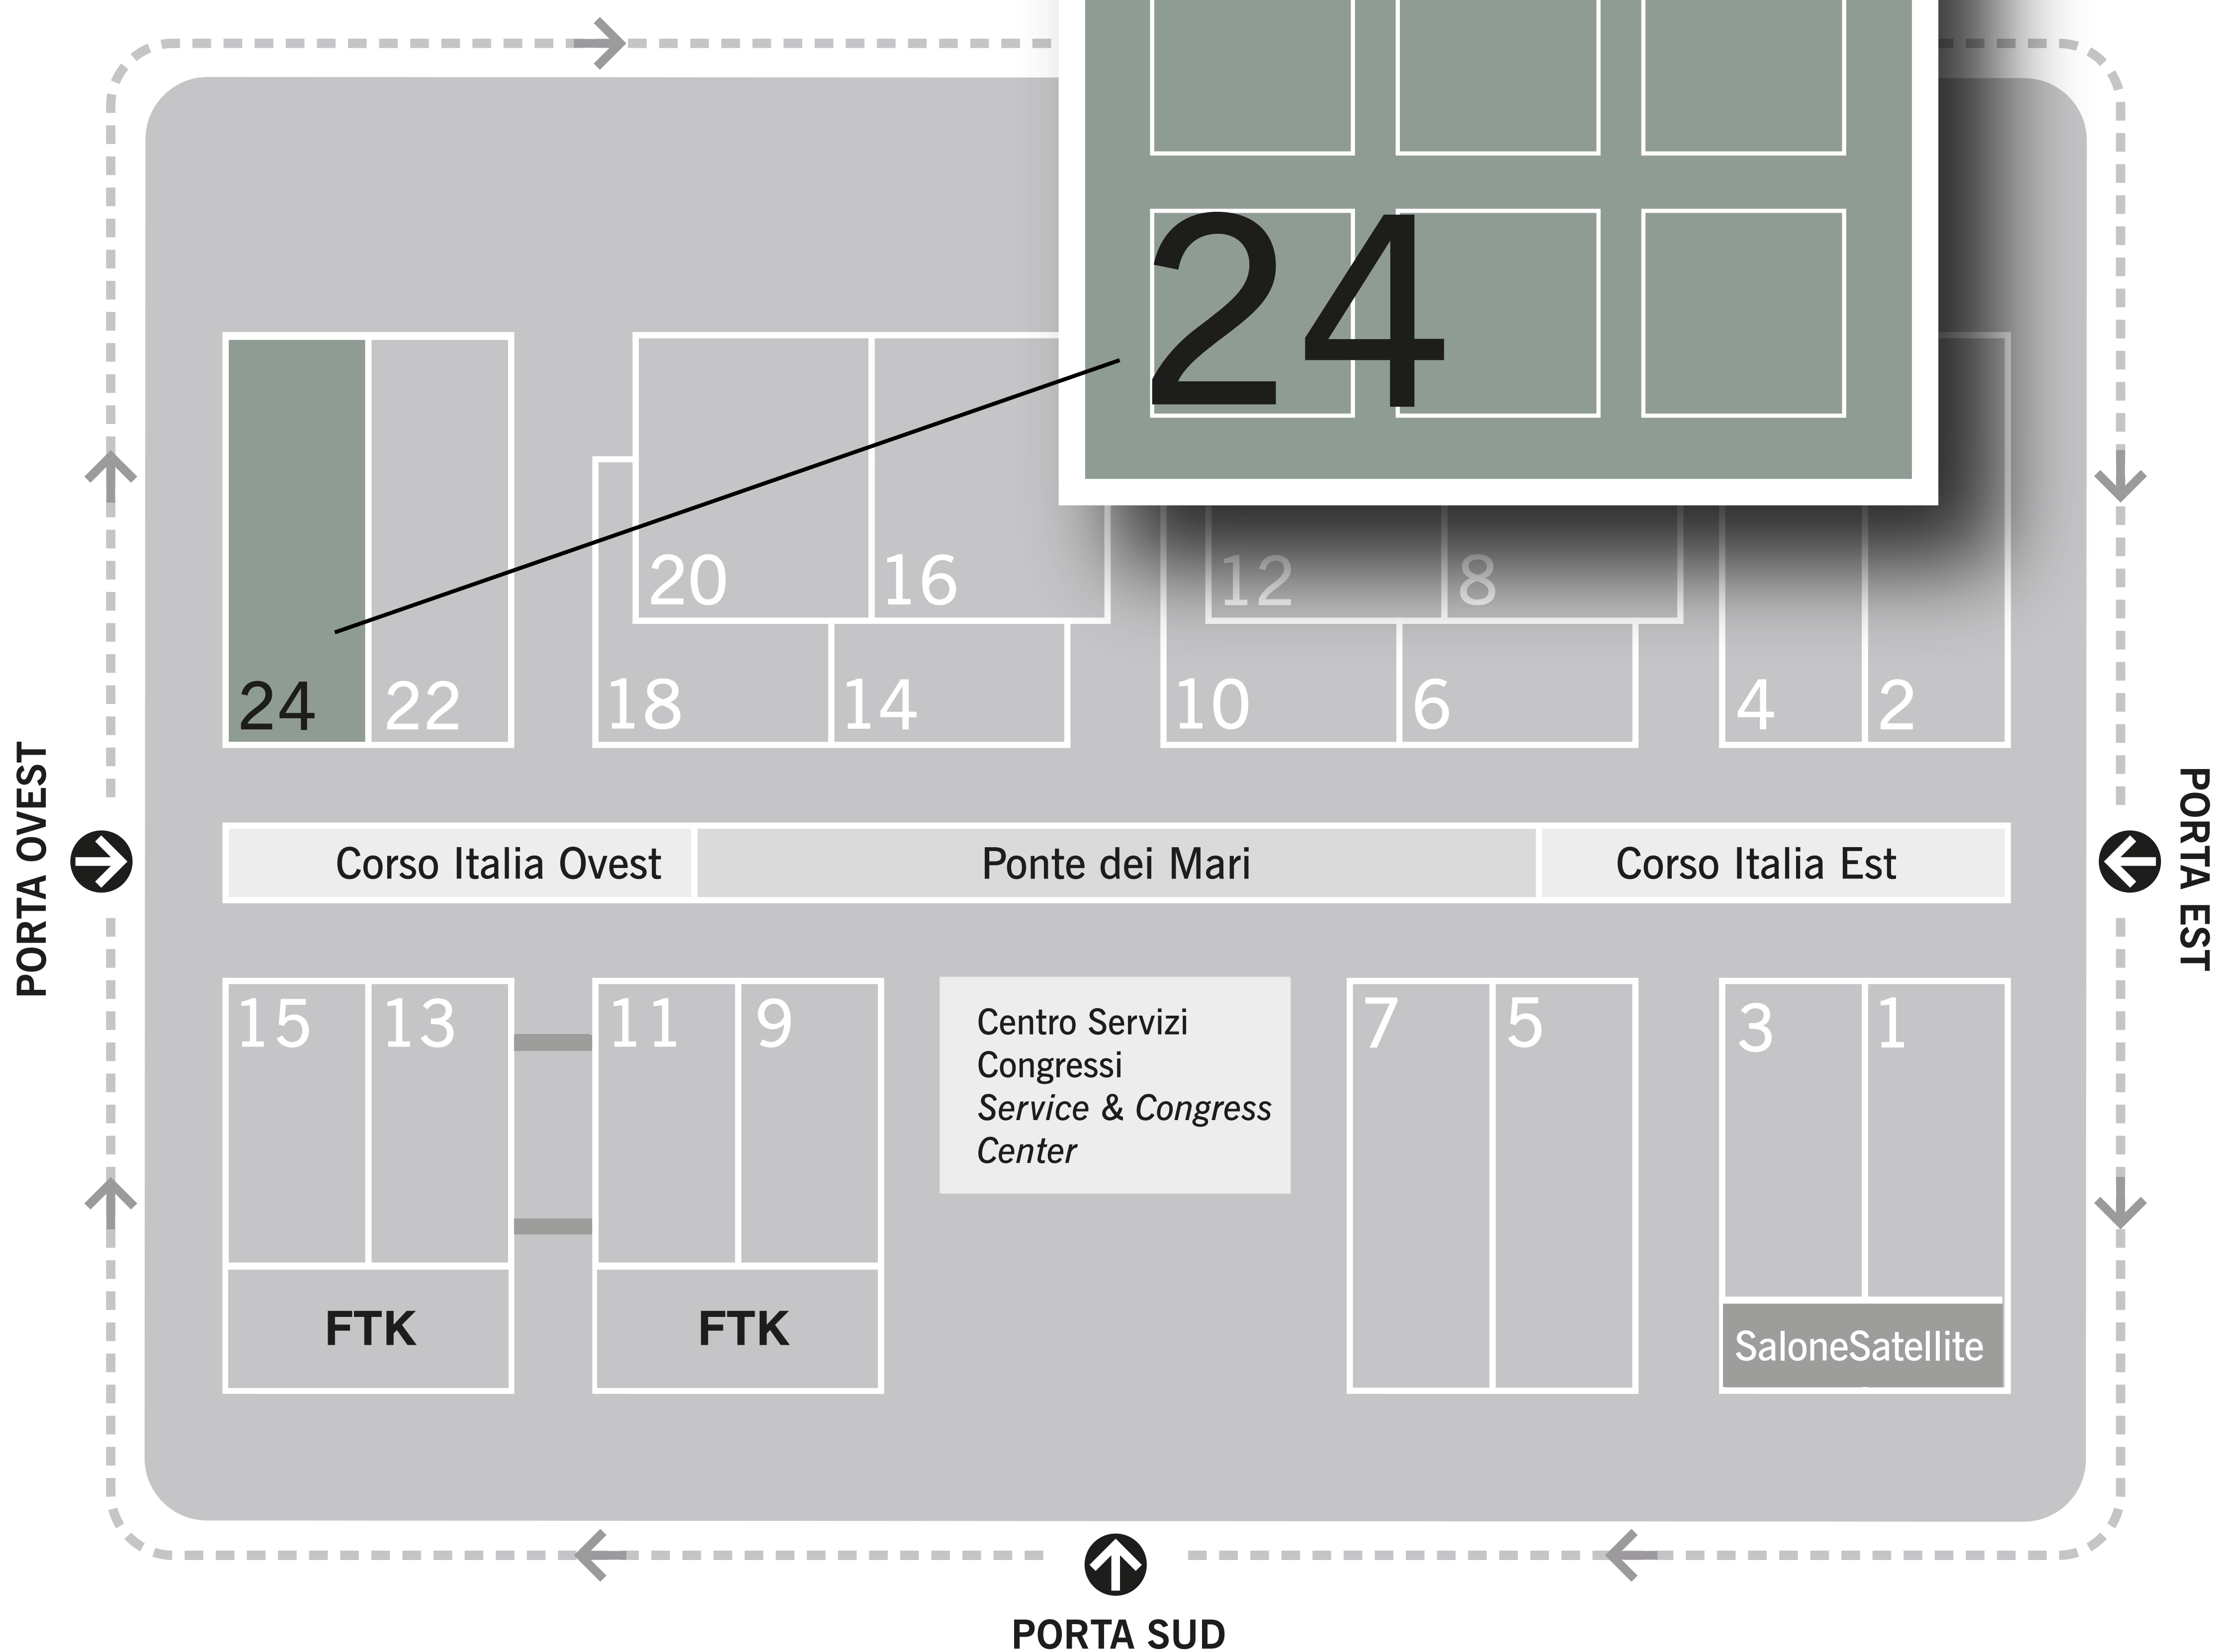 24
20
16
12
8
24
22
18
14
10
6
4
2
PORTA OVEST
Corso Italia Ovest
Ponte dei Mari
Corso Italia Est
PORTA EST
15
13
11
9
Centro Servizi
Congressi
Service & Congress
Center
7
5
3
1
FTK
FTK
SaloneSatellite
PORTA SUD